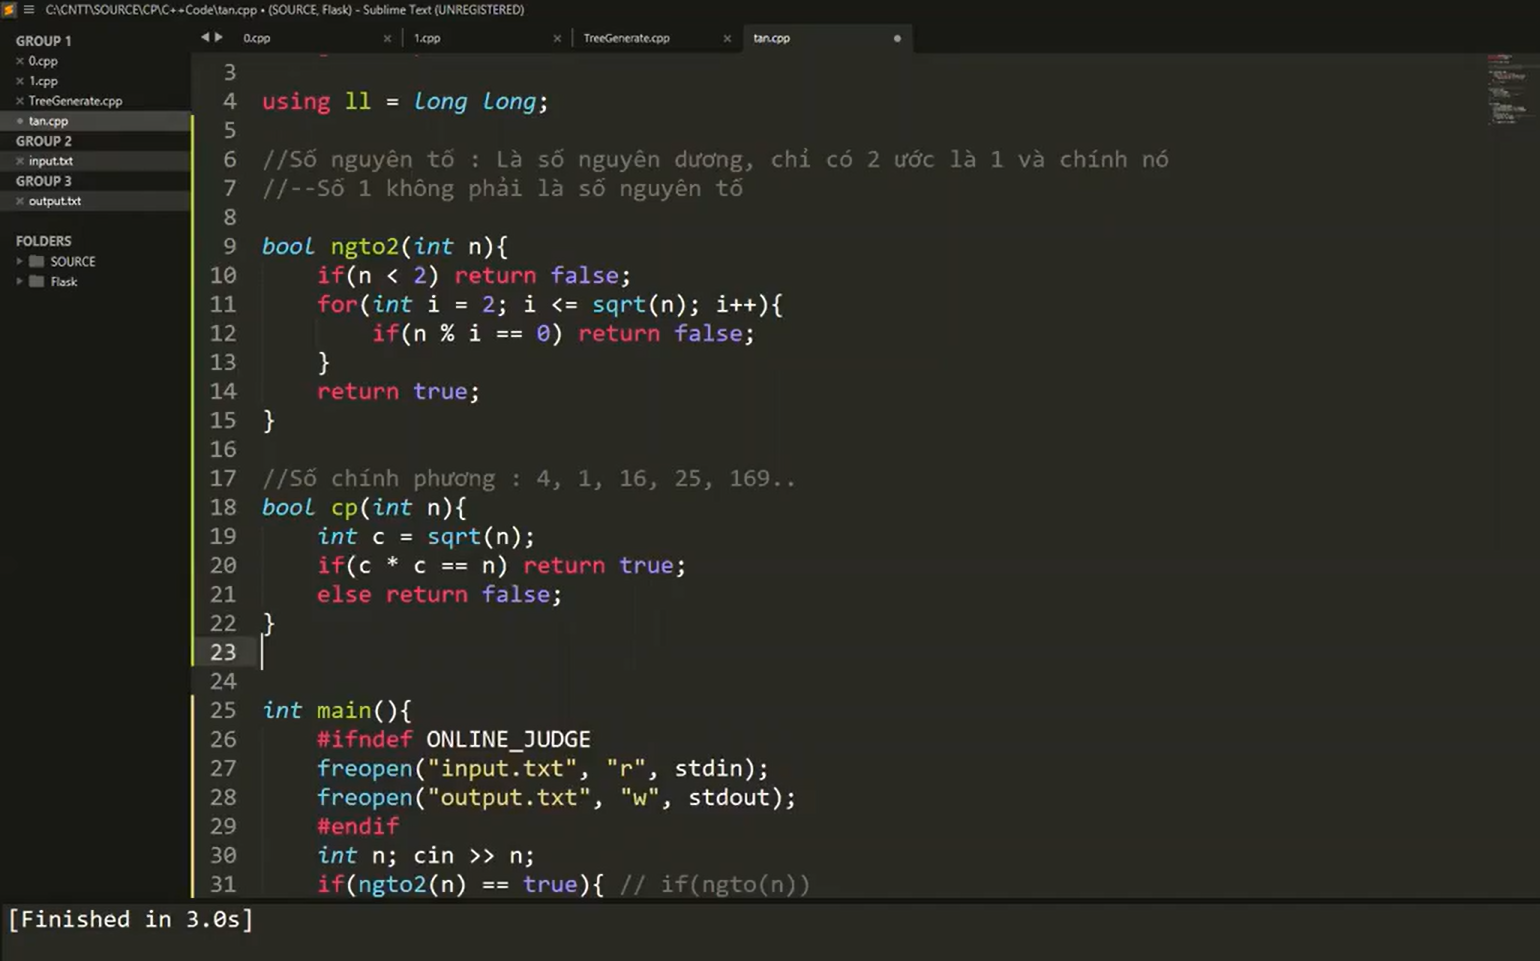 C:\CNTT\SOURCE\CP\C++Code\tan.cpp • (SOURCE, Flask) - Sublime Text (UNREGISTERED)
GROUP 1
0.cpp
1.cpp
TreeGenerate.cpp
tan.cpp
GROUP 2
input.txt
GROUP 3
output.txt
FOLDERS
SOURCE
Flask
0.cpp 1.cpp TreeGenerate.cpp tan.cpp
3
4 using ll = long long;
5
6 //Số nguyên tố : Là số nguyên dương, chỉ có 2 ước là 1 và chính nó
7 //--Số 1 không phải là số nguyên tố
8
9 bool ngto2(int n){
10 if(n < 2) return false;
11 for(int i = 2; i <= sqrt(n); i++){
12 if(n % i == 0) return false;
13 }
14 return true;
15 }
16
17 //Số chính phương : 4, 1, 16, 25, 169..
18 bool cp(int n){
19 int c = sqrt(n);
20 if(c * c == n) return true;
21 else return false;
22 }
23
24
25 int main(){
26 #ifndef ONLINE_JUDGE
27 freopen("input.txt", "r", stdin);
28 freopen("output.txt", "w", stdout);
29 #endif
30 int n; cin >> n;
31 if(ngto2(n) == true){ // if(ngto(n))
[Finished in 3.0s]